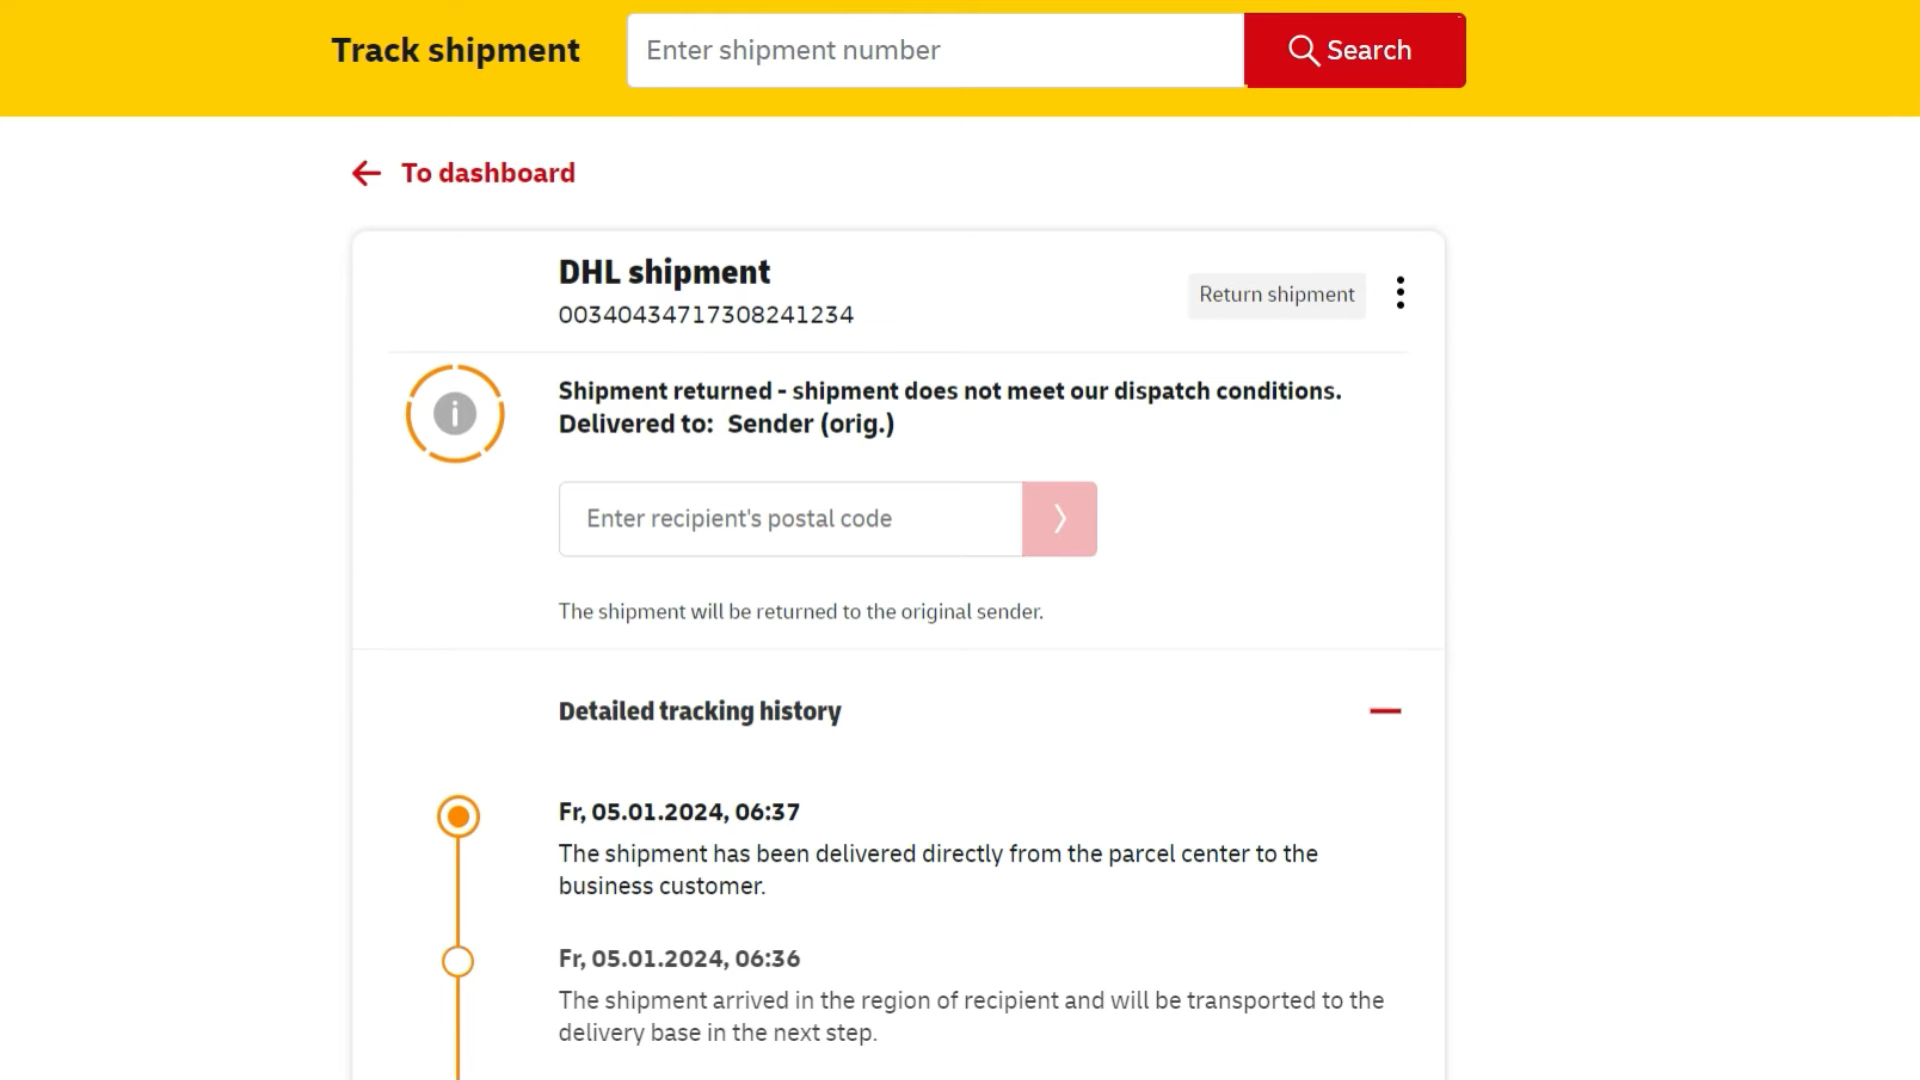 Track shipment
Enter shipment number
Search
To dashboard
DHL shipment
00340434717308241234
Return shipment
Shipment returned - shipment does not meet our dispatch conditions.
Delivered to: Sender (orig.)
Enter recipient's postal code
The shipment will be returned to the original sender.
Detailed tracking history
Fr, 05.01.2024, 06:37
The shipment has been delivered directly from the parcel center to the
business customer.
Fr, 05.01.2024, 06:36
The shipment arrived in the region of recipient and will be transported to the
delivery base in the next step.